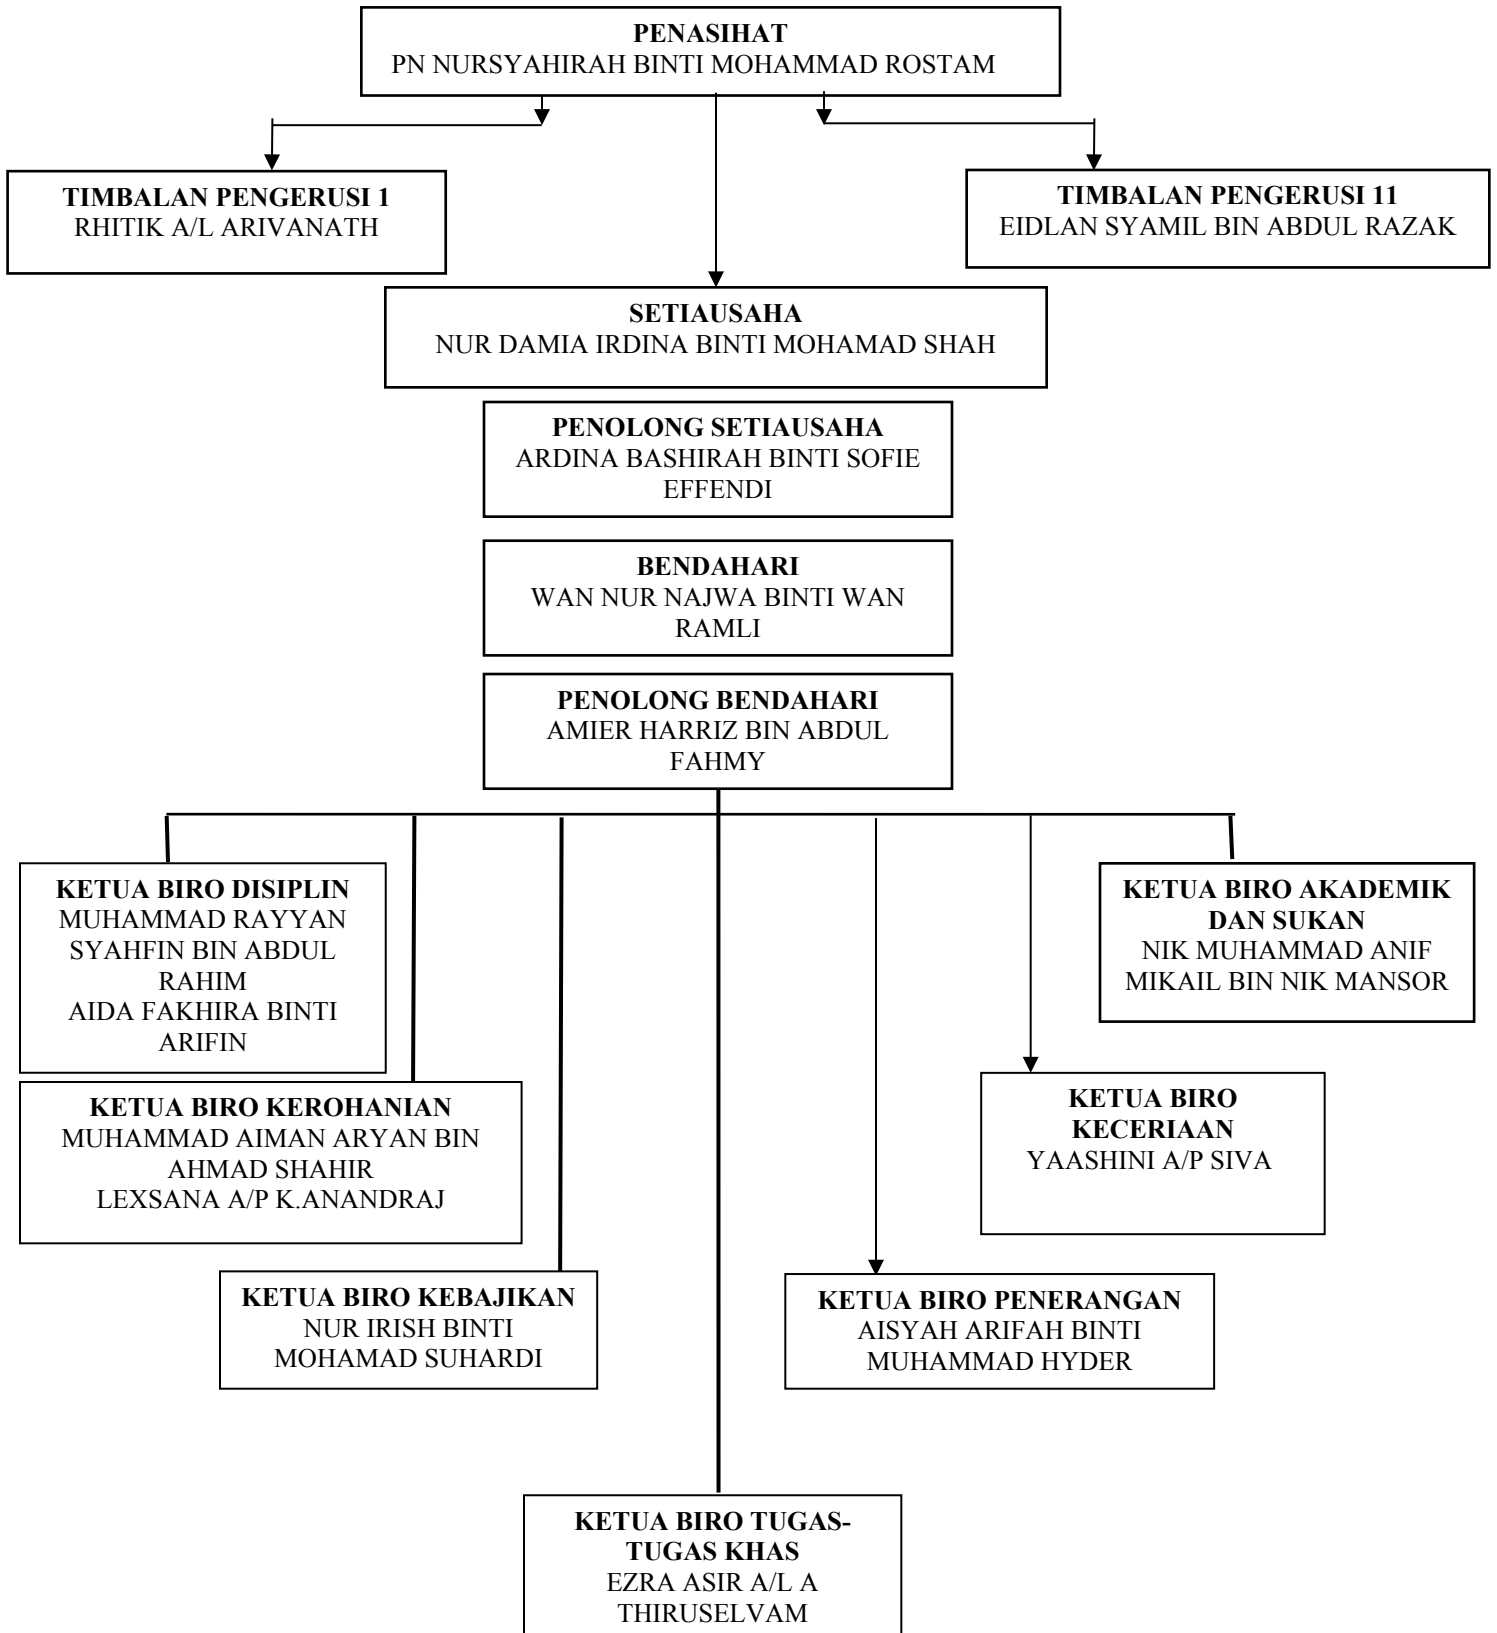 PENASIHAT
PN NURSYAHIRAH BINTI MOHAMMAD ROSTAM
TIMBALAN PENGERUSI 1
RHITIK A/L ARIVANATH
TIMBALAN PENGERUSI 11
EIDLAN SYAMIL BIN ABDUL RAZAK
SETIAUSAHA
NUR DAMIA IRDINA BINTI MOHAMAD SHAH
PENOLONG SETIAUSAHA
ARDINA BASHIRAH BINTI SOFIE
EFFENDI
BENDAHARI
WAN NUR NAJWA BINTI WAN
RAMLI
PENOLONG BENDAHARI
AMIER HARRIZ BIN ABDUL
FAHMY
KETUA BIRO DISIPLIN
MUHAMMAD RAYYAN
SYAHFIN BIN ABDUL
RAHIM
AIDA FAKHIRA BINTI
ARIFIN
KETUA BIRO AKADEMIK
DAN SUKAN
NIK MUHAMMAD ANIF
MIKAIL BIN NIK MANSOR
KETUA BIRO KEROHANIAN
MUHAMMAD AIMAN ARYAN BIN
AHMAD SHAHIR
LEXSANA A/P K.ANANDRAJ
KETUA BIRO
KECERIAAN
YAASHINI A/P SIVA
KETUA BIRO KEBAJIKAN
NUR IRISH BINTI
MOHAMAD SUHARDI
KETUA BIRO PENERANGAN
AISYAH ARIFAH BINTI
MUHAMMAD HYDER
KETUA BIRO TUGAS-
TUGAS KHAS
EZRA ASIR A/L A
THIRUSELVAM